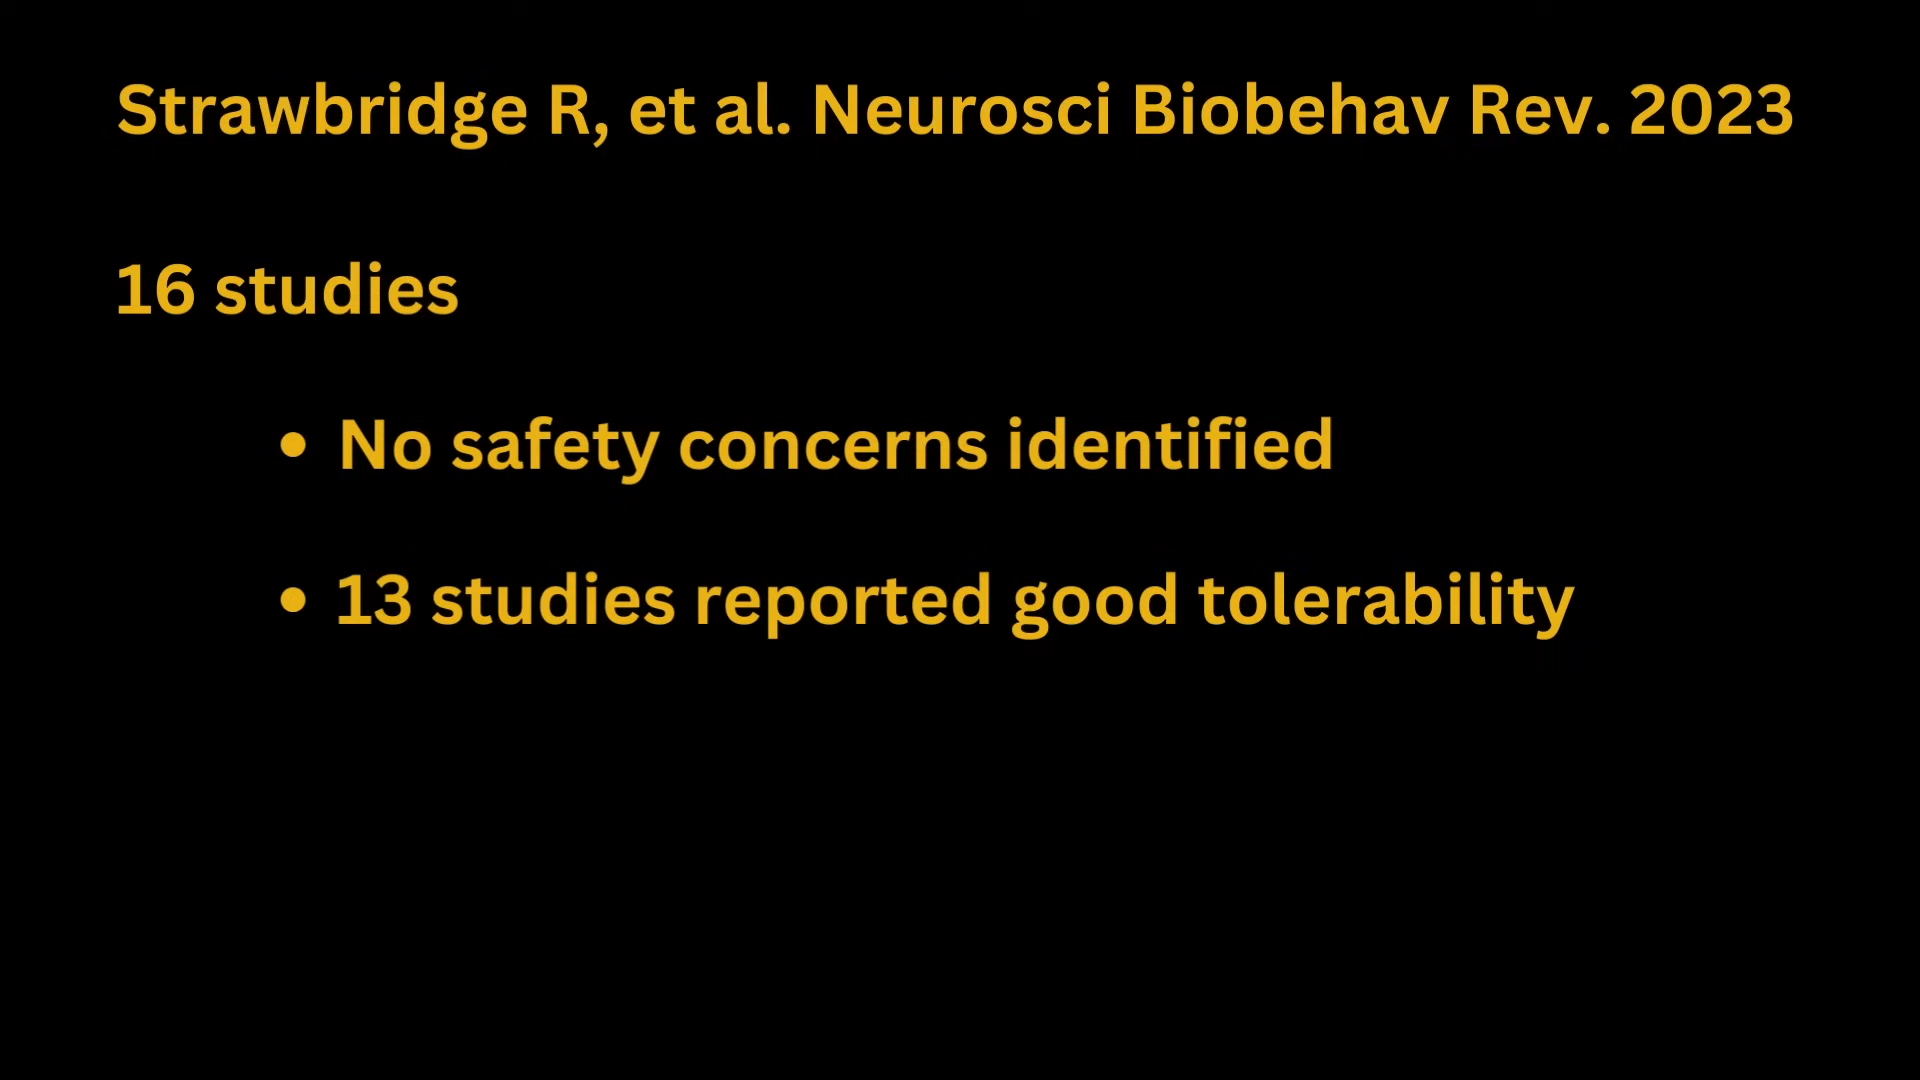 Strawbridge R, et al. Neurosci Biobehav Rev. 2023
16 studies
• No safety concerns identified
• 13 studies reported good tolerability